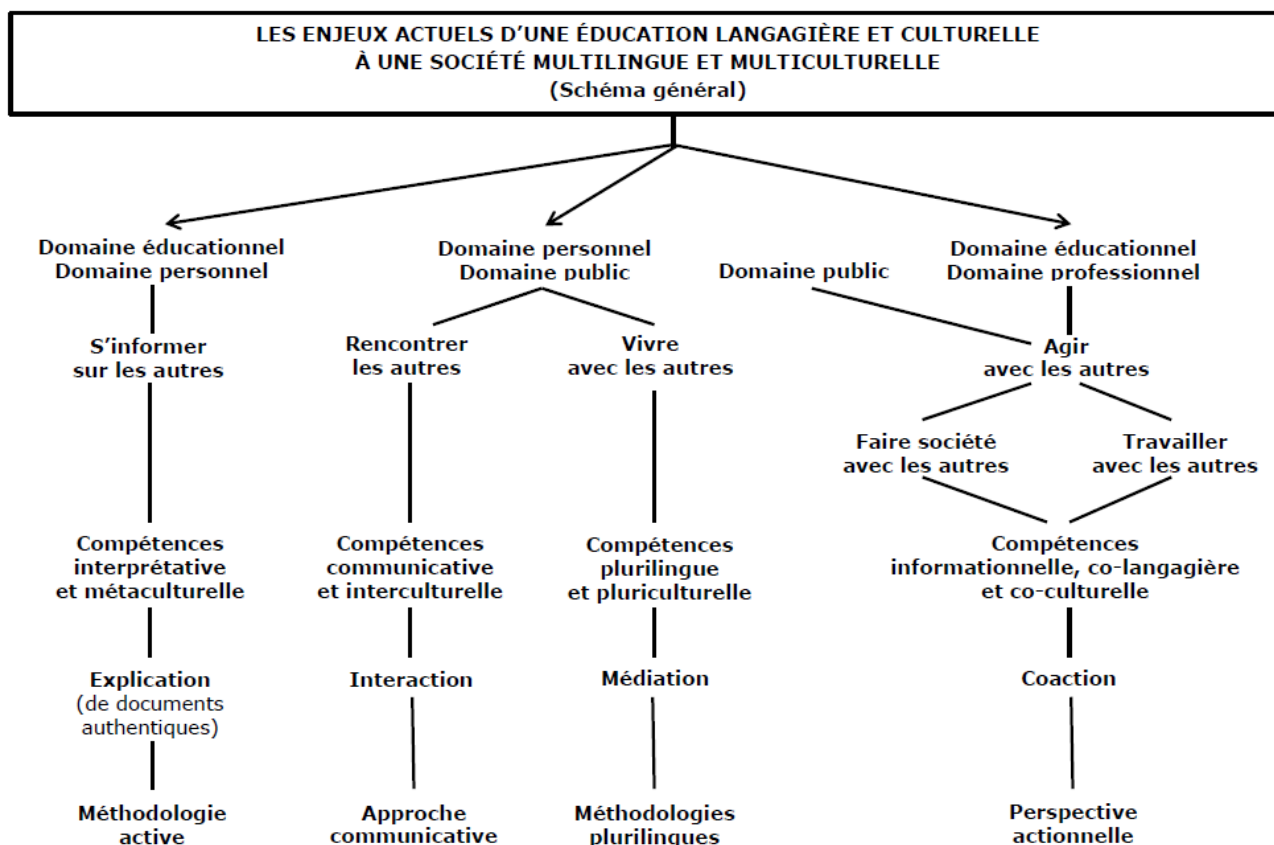 LES ENJEUX ACTUELS D’UNE ÉDUCATION LANGAGIÈRE ET CULTURELLE
À UNE SOCIÉTÉ MULTILINGUE ET MULTICULTURELLE
(Schéma général)
Domaine éducationnel
Domaine personnel
Domaine personnel
Domaine public
Domaine public
Domaine éducationnel
Domaine professionnel
S’informer
sur les autres
Rencontrer
les autres
Vivre
avec les autres
Agir
avec les autres
Faire société
avec les autres
Travailler
avec les autres
Compétences
interprétative
et métaculturelle
Compétences
communicative
et interculturelle
Compétences
plurilingue
et pluriculturelle
Compétences
informationnelle, co-langagière
et co-culturelle
Explication
(de documents
authentiques)
Interaction
Médiation
Coaction
Méthodologie
active
Approche
communicative
Méthodologies
plurilingues
Perspective
actionnelle